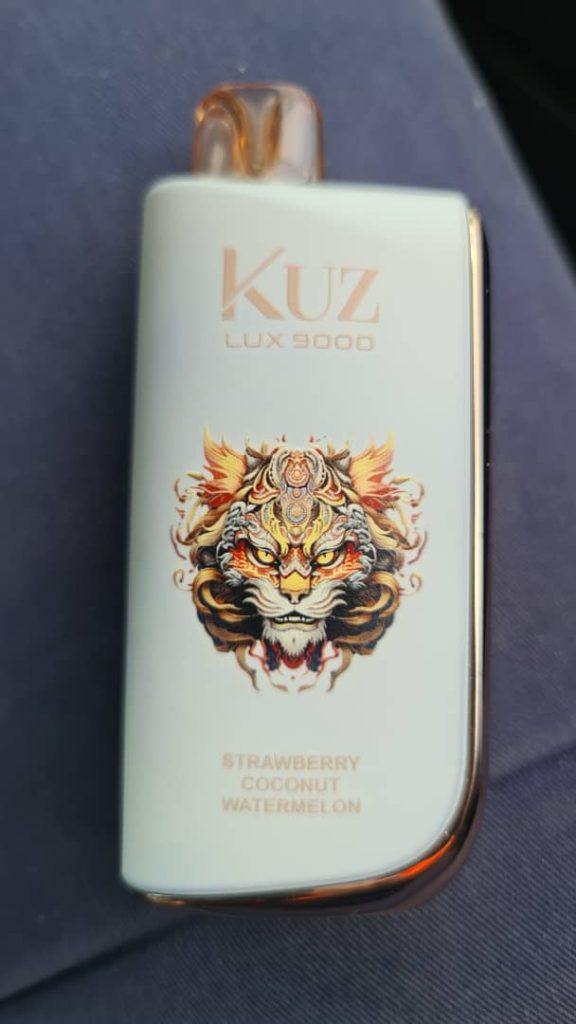 KUZ
LUX 9000
STRAWBERRY
COCONUT
WATERMELON